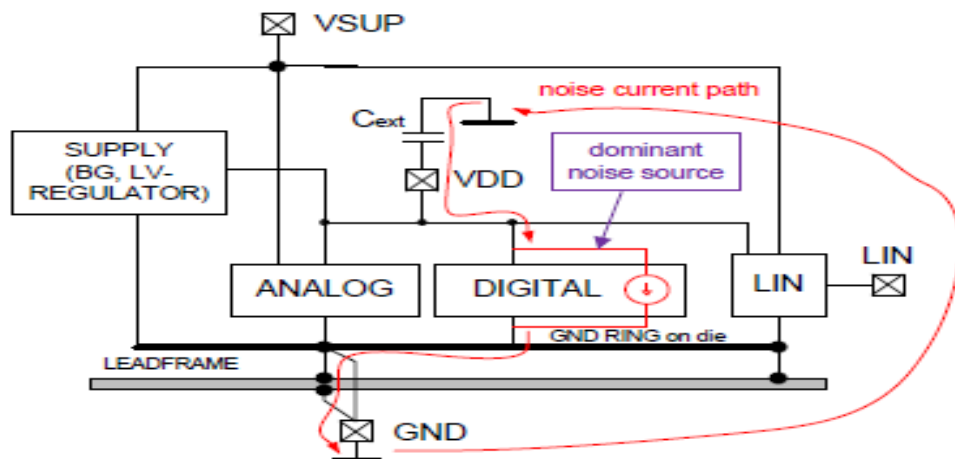 VSUP
noise current path
Cext
SUPPLY
(BG, LV-
REGULATOR)
dominant
noise source
VDD
LIN
ANALOG
DIGITAL
LIN
GND RING on die
LEADFRAME
GND